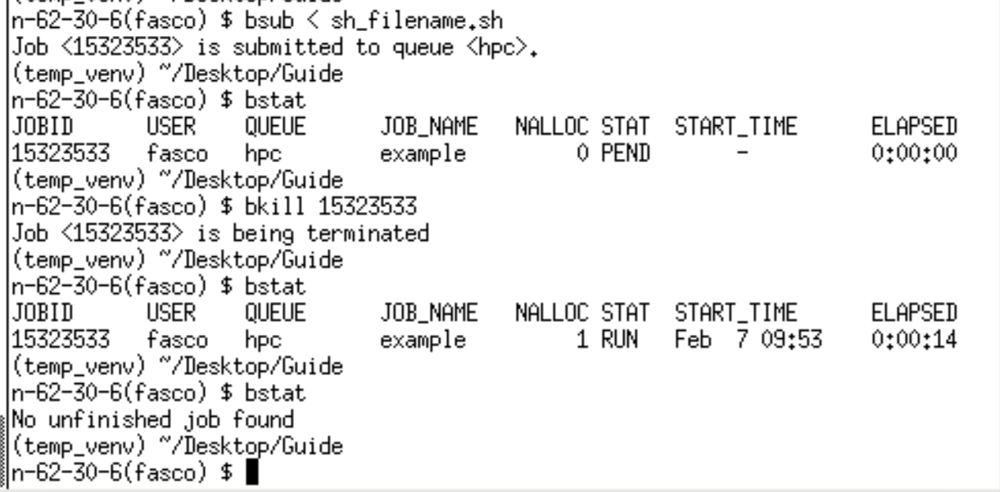 n-62-30-6(fasco) $ bsub < sh_filename.sh
Job <15323533> is submitted to queue <hpc>.
(temp_venv) ~/Desktop/Guide
n-62-30-6(fasco) $ bstat
JOBID      USER    QUEUE      JOB_NAME   NALLOC STAT  START_TIME      ELAPSED
15323533   fasco   hpc        example         0 PEND       -          0:00:00
(temp_venv) ~/Desktop/Guide
n-62-30-6(fasco) $ bkill 15323533
Job <15323533> is being terminated
(temp_venv) ~/Desktop/Guide
n-62-30-6(fasco) $ bstat
JOBID      USER    QUEUE      JOB_NAME   NALLOC STAT  START_TIME      ELAPSED
15323533   fasco   hpc        example         1 RUN   Feb  7 09:53    0:00:14
(temp_venv) ~/Desktop/Guide
n-62-30-6(fasco) $ bstat
No unfinished job found
(temp_venv) ~/Desktop/Guide
n-62-30-6(fasco) $